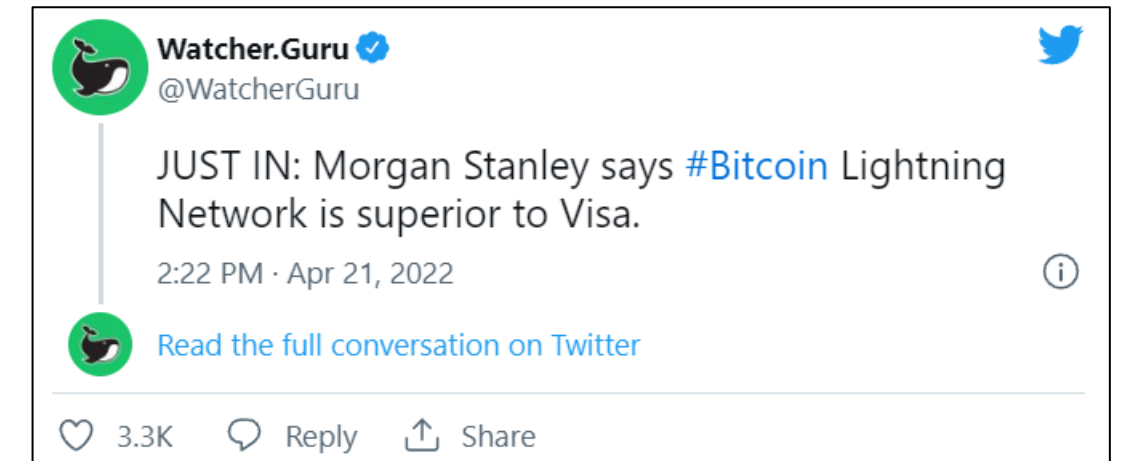 Watcher.Guru
@WatcherGuru
JUST IN: Morgan Stanley says #Bitcoin Lightning
Network is superior to Visa.
2:22 PM · Apr 21, 2022
Read the full conversation on Twitter
3.3K Reply Share